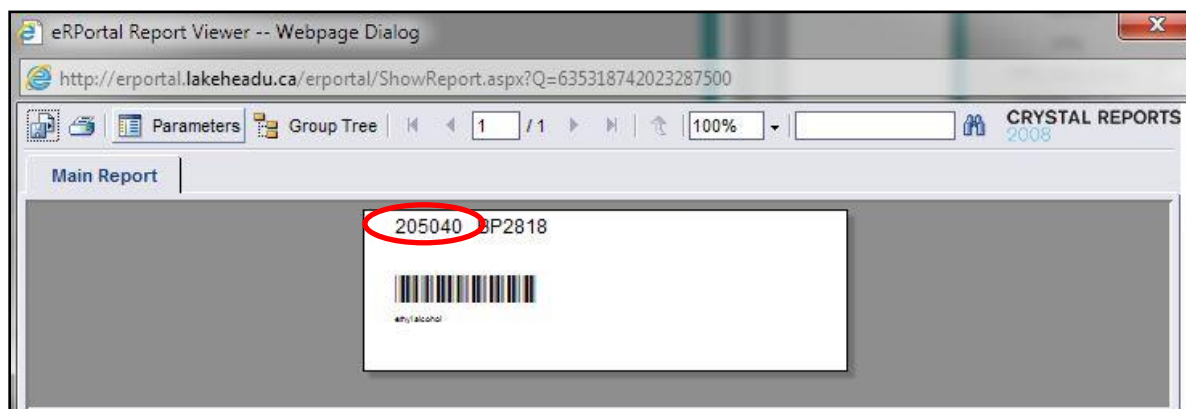 eRPortal Report Viewer -- Webpage Dialog
http://erportal.lakeheadu.ca/erportal/ShowReport.aspx?Q=635318742023287500
Parameters Group Tree 1 / 1 100% CRYSTAL REPORTS
2008
Main Report
205040 BP2818
ethyl alcohol